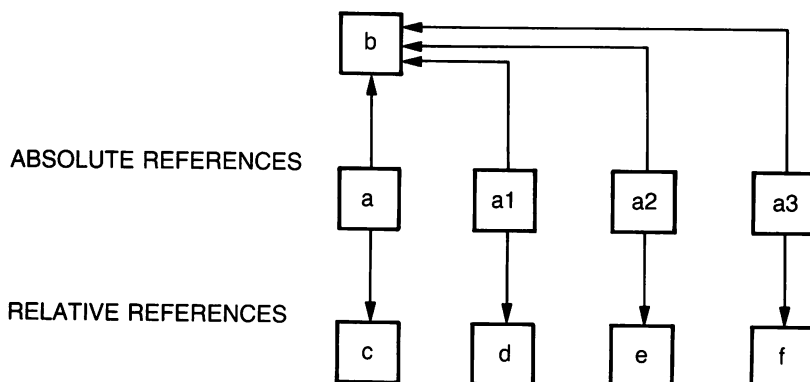 b
ABSOLUTE REFERENCES
a a1 a2 a3
RELATIVE REFERENCES
c d e f